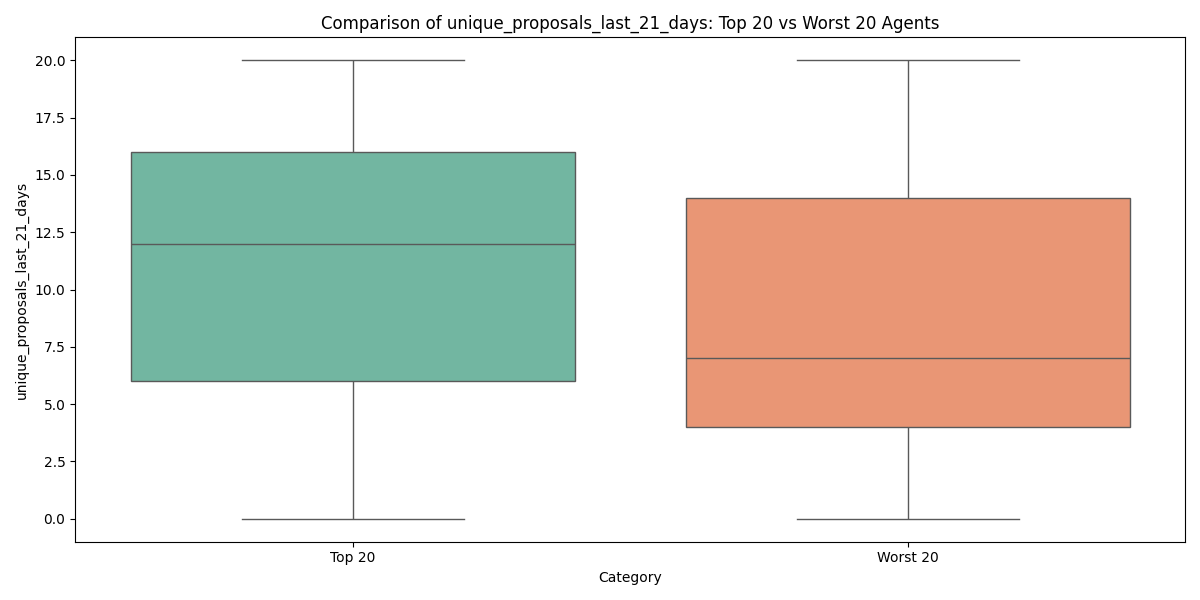 Comparison of unique_proposals_last_21_days: Top 20 vs Worst 20 Agents
unique_proposals_last_21_days
20.0
17.5
15.0
12.5
10.0
7.5
5.0
2.5
0.0
Top 20
Worst 20
Category